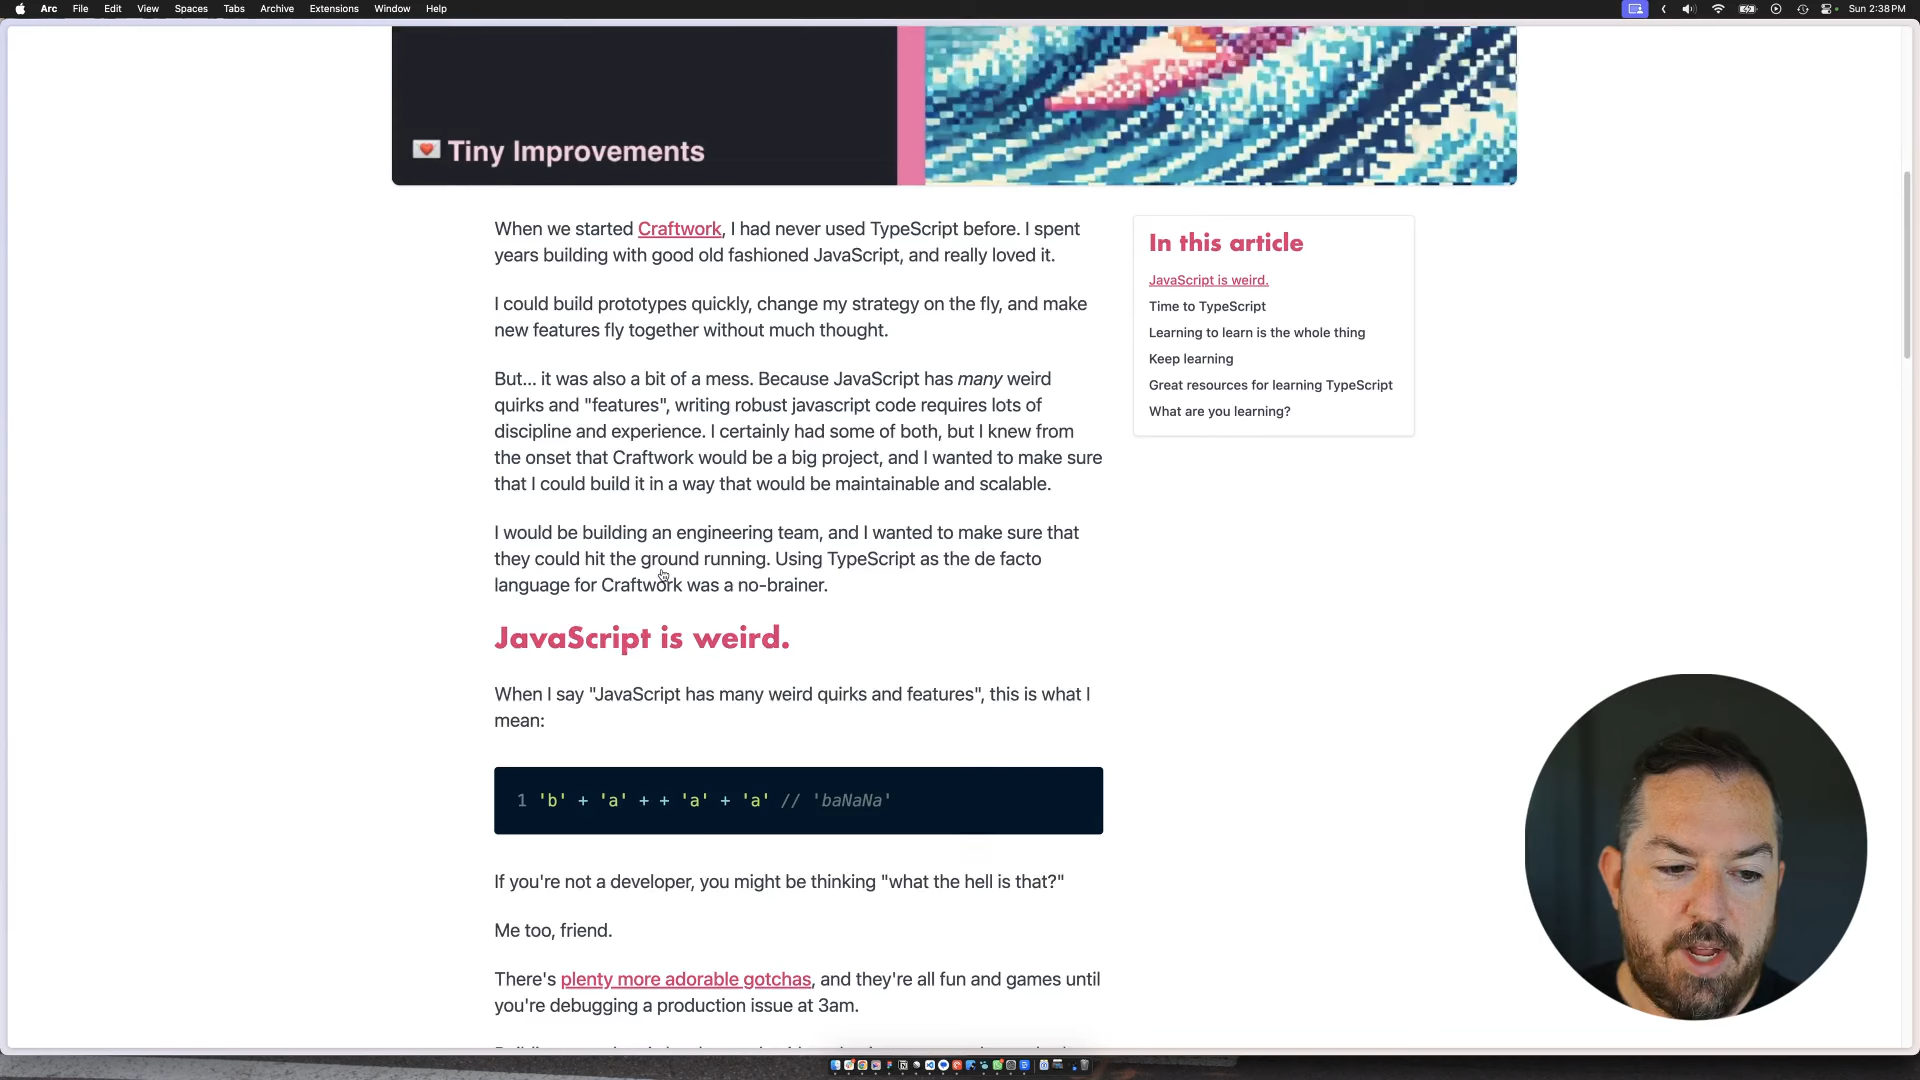 Arc File Edit View Spaces Tabs Archive Extensions Window Help Sun 2:38 PM
💌 Tiny Improvements
When we started Craftwork, I had never used TypeScript before. I spent
years building with good old fashioned JavaScript, and really loved it.
I could build prototypes quickly, change my strategy on the fly, and make
new features fly together without much thought.
But... it was also a bit of a mess. Because JavaScript has many weird
quirks and "features", writing robust javascript code requires lots of
discipline and experience. I certainly had some of both, but I knew from
the onset that Craftwork would be a big project, and I wanted to make sure
that I could build it in a way that would be maintainable and scalable.
I would be building an engineering team, and I wanted to make sure that
they could hit the ground running. Using TypeScript as the de facto
language for Craftwork was a no-brainer.
JavaScript is weird.
When I say "JavaScript has many weird quirks and features", this is what I
mean:
1 'b' + 'a' + + 'a' + 'a' // 'baNaNa'
If you're not a developer, you might be thinking "what the hell is that?"
Me too, friend.
There's plenty more adorable gotchas, and they're all fun and games until
you're debugging a production issue at 3am.
In this article
JavaScript is weird.
Time to TypeScript
Learning to learn is the whole thing
Keep learning
Great resources for learning TypeScript
What are you learning?